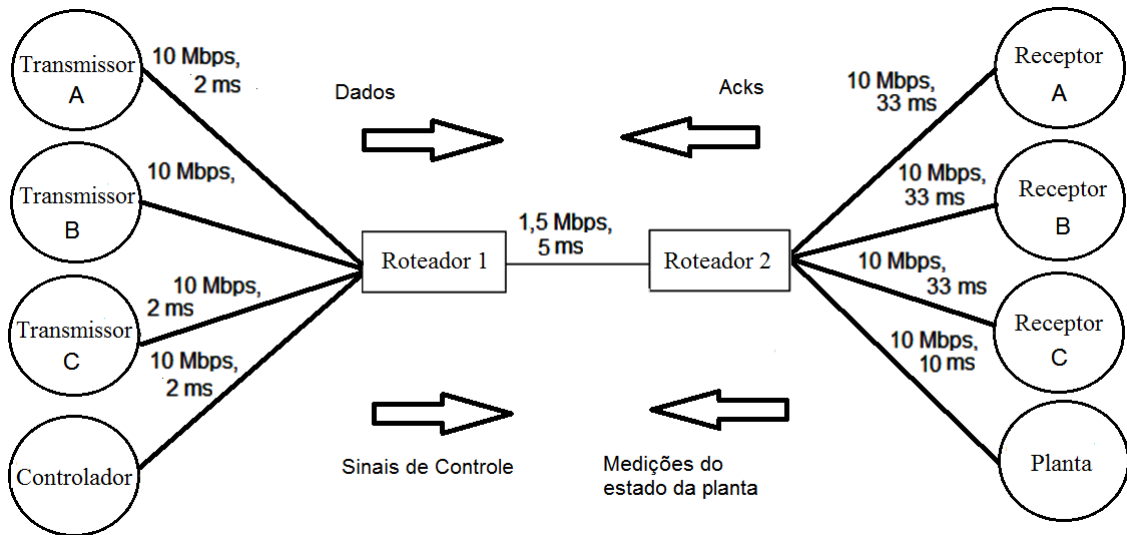 Transmissor
A
10 Mbps,
2 ms
Dados
Acks
10 Mbps,
33 ms
Receptor
A
Transmissor
B
10 Mbps,
10 Mbps,
33 ms
Receptor
B
Roteador 1
1,5 Mbps,
5 ms
Roteador 2
Transmissor
C
10 Mbps,
2 ms
10 Mbps,
33 ms
Receptor
C
10 Mbps,
2 ms
10 Mbps,
10 ms
Controlador
Sinais de Controle
Medições do
estado da planta
Planta